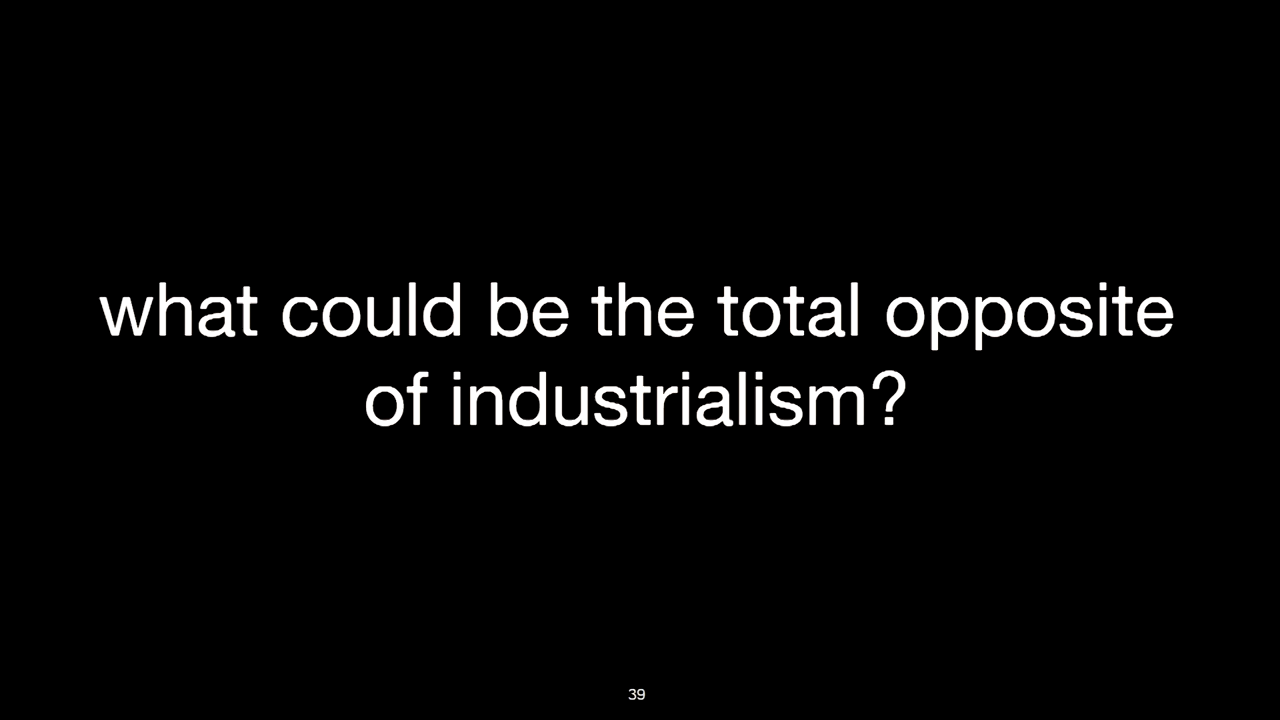 what could be the total opposite
of industrialism?
39